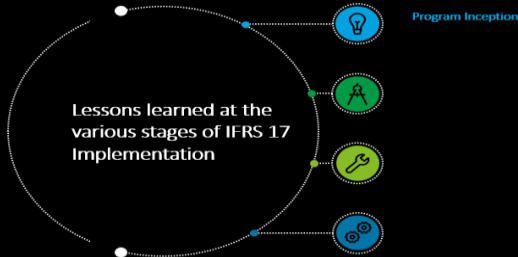 Program Inception
Lessons learned at the
various stages of IFRS 17
Implementation